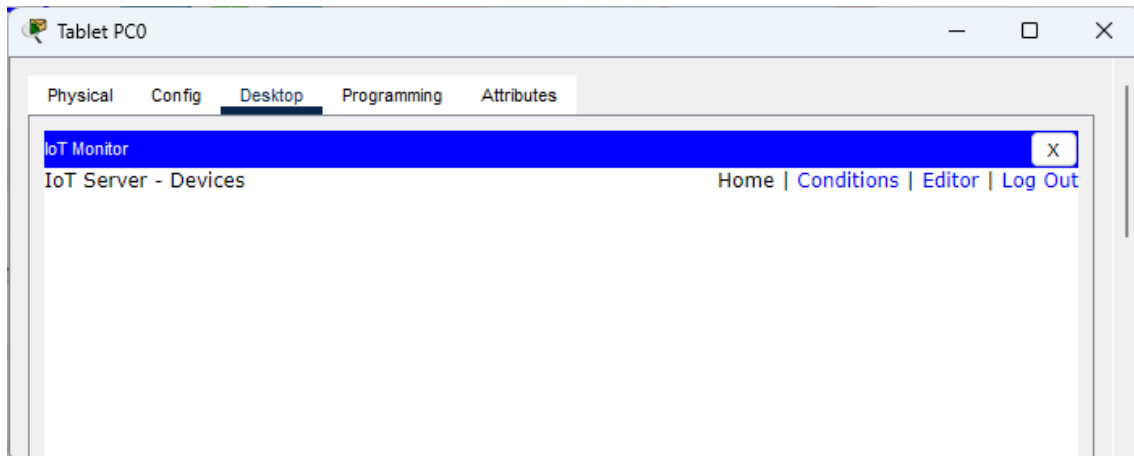 Tablet PC0
Physical Config Desktop Programming Attributes
IoT Monitor X
IoT Server - Devices Home | Conditions | Editor | Log Out